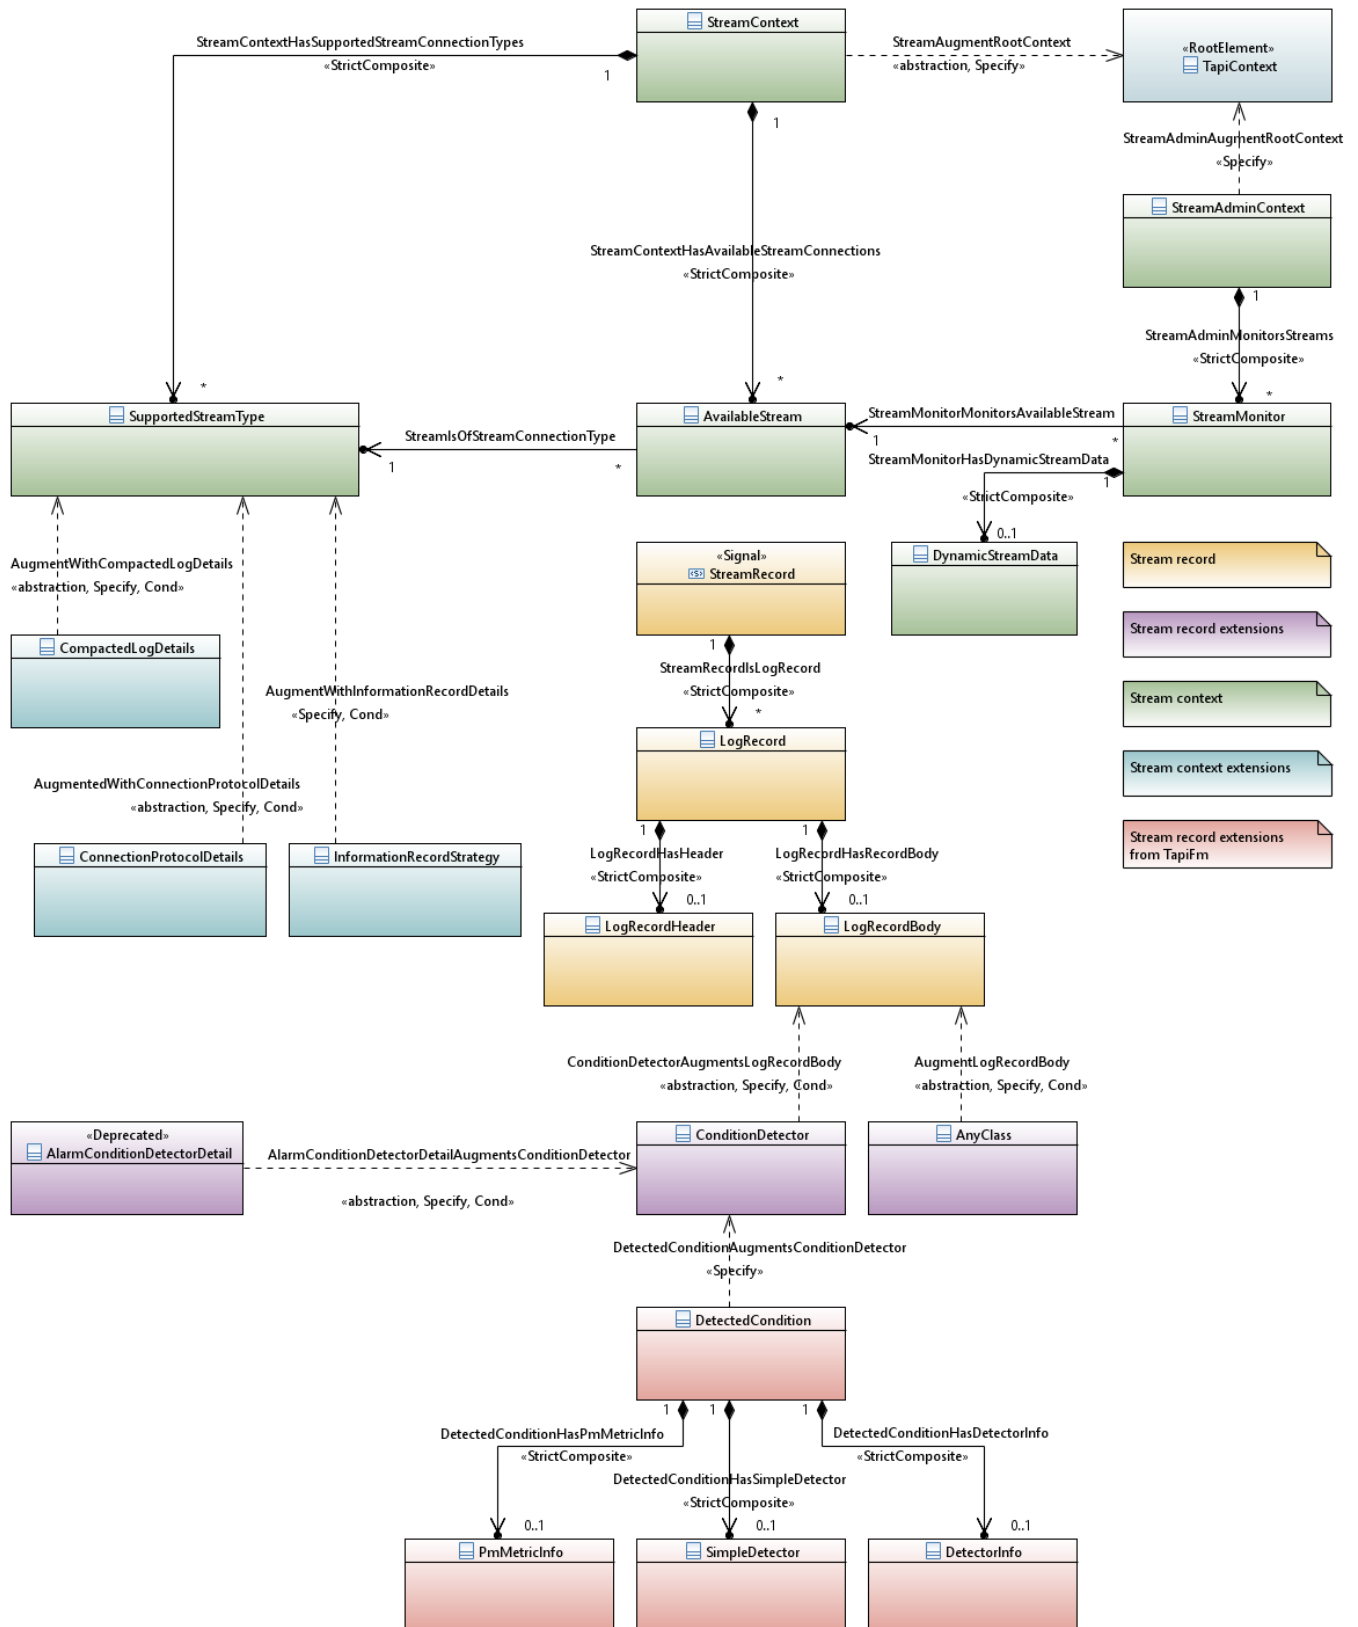 StreamContext
StreamContextHasSupportedStreamConnectionTypes
«StrictComposite»
1
StreamAugmentRootContext
«abstraction, Specify»
«RootElement»
TapiContext
1
StreamAdminAugmentRootContext
«Specify»
StreamAdminContext
StreamContextHasAvailableStreamConnections
«StrictComposite»
1
StreamAdminMonitorsStreams
«StrictComposite»
*
*
*
SupportedStreamType
AvailableStream
StreamMonitor
StreamIsOfStreamConnectionType
1
*
StreamMonitorMonitorsAvailableStream
1
*
StreamMonitorHasDynamicStreamData
1
«StrictComposite»
0..1
DynamicStreamData
AugmentWithCompactedLogDetails
«abstraction, Specify, Cond»
«Signal»
StreamRecord
Stream record
Stream record extensions
CompactedLogDetails
1
StreamRecordIsLogRecord
«StrictComposite»
*
AugmentWithInformationRecordDetails
«Specify, Cond»
Stream context
LogRecord
Stream context extensions
AugmentedWithConnectionProtocolDetails
«abstraction, Specify, Cond»
Stream record extensions
from TapiFm
ConnectionProtocolDetails
InformationRecordStrategy
1
1
LogRecordHasHeader
«StrictComposite»
0..1
LogRecordHasRecordBody
«StrictComposite»
0..1
LogRecordHeader
LogRecordBody
ConditionDetectorAugmentsLogRecordBody
«abstraction, Specify, Cond»
AugmentLogRecordBody
«abstraction, Specify, Cond»
«Deprecated»
AlarmConditionDetectorDetail
AlarmConditionDetectorDetailAugmentsConditionDetector
«abstraction, Specify, Cond»
ConditionDetector
AnyClass
DetectedConditionAugmentsConditionDetector
«Specify»
DetectedCondition
1
1
1
DetectedConditionHasPmMetricInfo
«StrictComposite»
DetectedConditionHasDetectorInfo
«StrictComposite»
DetectedConditionHasSimpleDetector
«StrictComposite»
0..1
0..1
0..1
PmMetricInfo
SimpleDetector
DetectorInfo